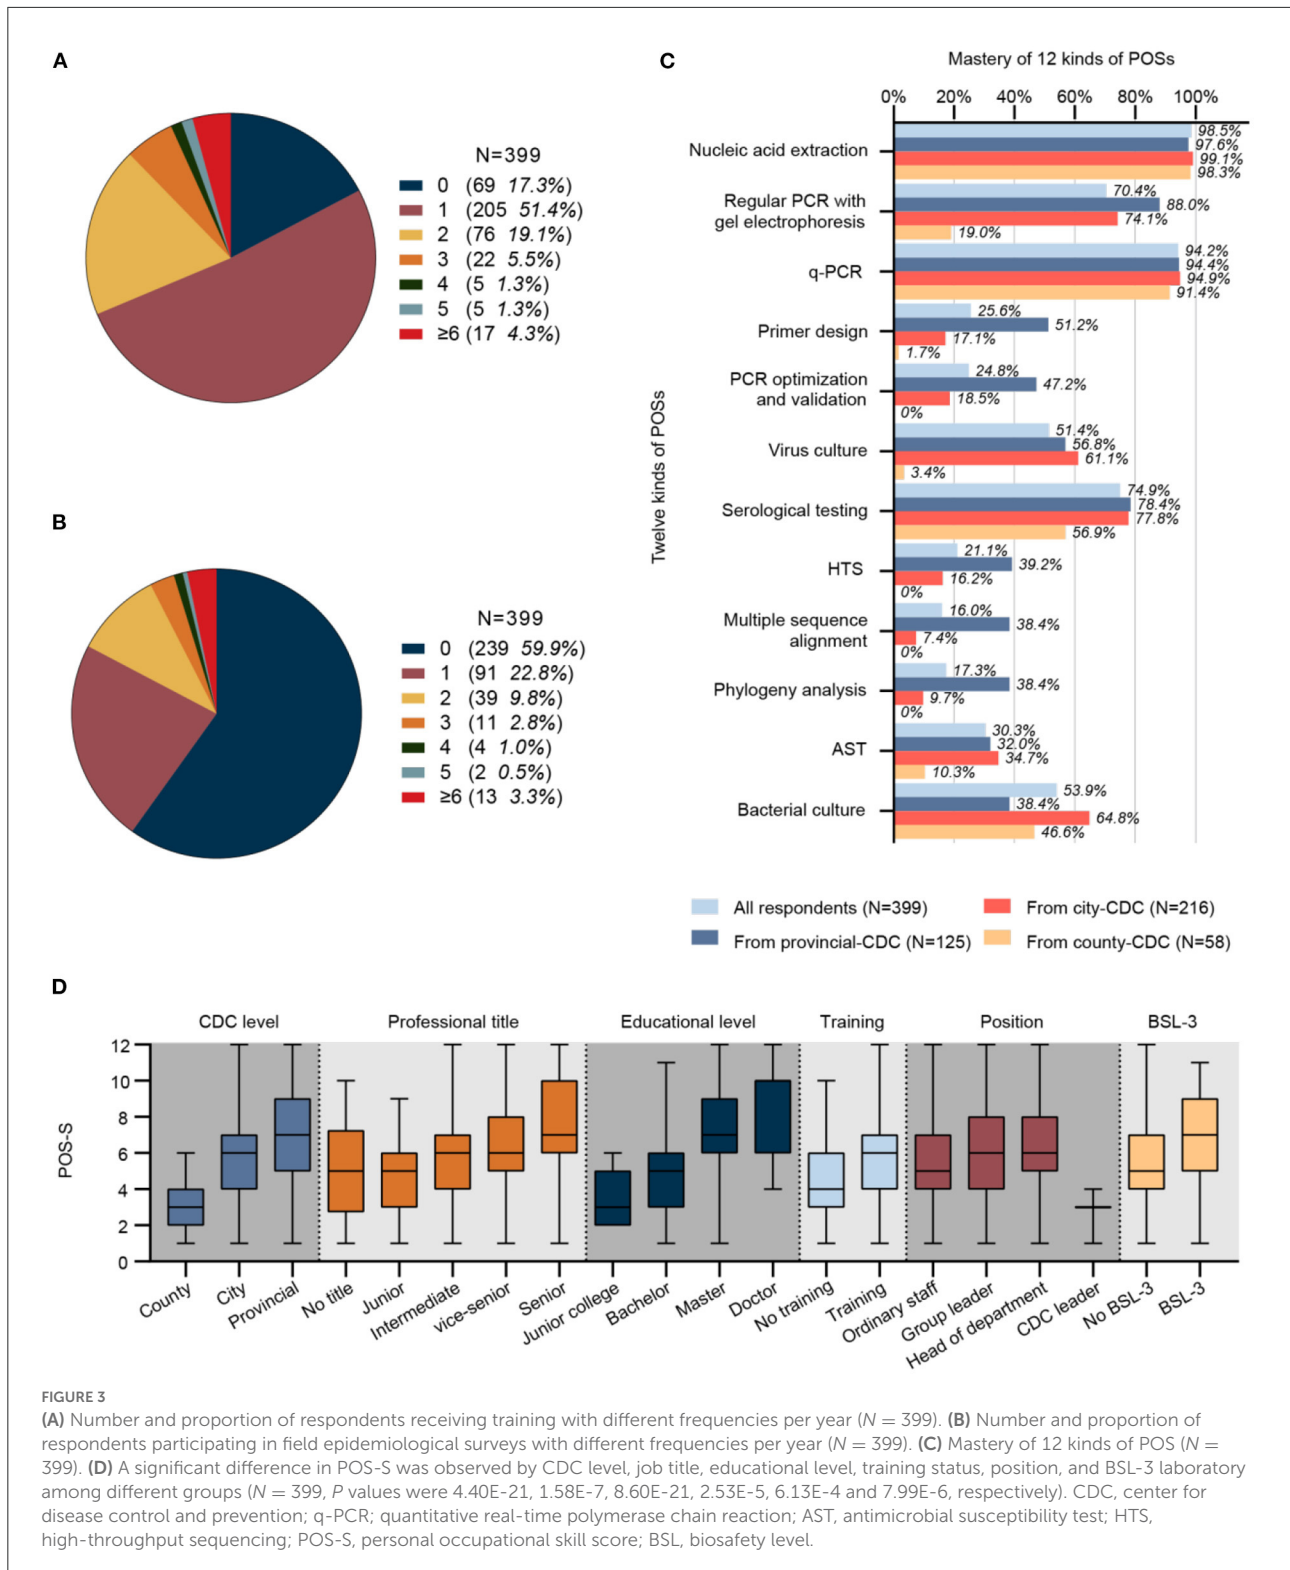 A
N=399
0 (69 17.3%)
1 (205 51.4%)
2 (76 19.1%)
3 (22 5.5%)
4 (5 1.3%)
5 (5 1.3%)
≥6 (17 4.3%)
B
N=399
0 (239 59.9%)
1 (91 22.8%)
2 (39 9.8%)
3 (11 2.8%)
4 (4 1.0%)
5 (2 0.5%)
≥6 (13 3.3%)
C
Mastery of 12 kinds of POSs
0% 20% 40% 60% 80% 100%
Twelve kinds of POSs
Nucleic acid extraction
98.5%
97.6%
99.1%
98.3%
Regular PCR with
gel electrophoresis
70.4%
88.0%
74.1%
19.0%
q-PCR
94.2%
94.4%
94.9%
91.4%
Primer design
25.6%
51.2%
17.1%
1.7%
PCR optimization
and validation
24.8%
47.2%
18.5%
0%
Virus culture
51.4%
56.8%
61.1%
3.4%
Serological testing
74.9%
78.4%
77.8%
56.9%
HTS
21.1%
39.2%
16.2%
0%
Multiple sequence
alignment
16.0%
38.4%
7.4%
0%
Phylogeny analysis
17.3%
38.4%
9.7%
0%
AST
30.3%
32.0%
34.7%
10.3%
Bacterial culture
53.9%
38.4%
64.8%
46.6%
All respondents (N=399)
From city-CDC (N=216)
From provincial-CDC (N=125)
From county-CDC (N=58)
D
CDC level Professional title Educational level Training Position BSL-3
POS-S
12
10
8
6
4
2
0
County
City
Provincial
No title
Junior
Intermediate
vice-senior
Senior
Junior college
Bachelor
Master
Doctor
No training
Training
Ordinary staff
Group leader
Head of department
CDC leader
No BSL-3
BSL-3
FIGURE 3
(A) Number and proportion of respondents receiving training with different frequencies per year (N = 399). (B) Number and proportion of
respondents participating in field epidemiological surveys with different frequencies per year (N = 399). (C) Mastery of 12 kinds of POS (N =
399). (D) A significant difference in POS-S was observed by CDC level, job title, educational level, training status, position, and BSL-3 laboratory
among different groups (N = 399, P values were 4.40E-21, 1.58E-7, 8.60E-21, 2.53E-5, 6.13E-4 and 7.99E-6, respectively). CDC, center for
disease control and prevention; q-PCR; quantitative real-time polymerase chain reaction; AST, antimicrobial susceptibility test; HTS,
high-throughput sequencing; POS-S, personal occupational skill score; BSL, biosafety level.